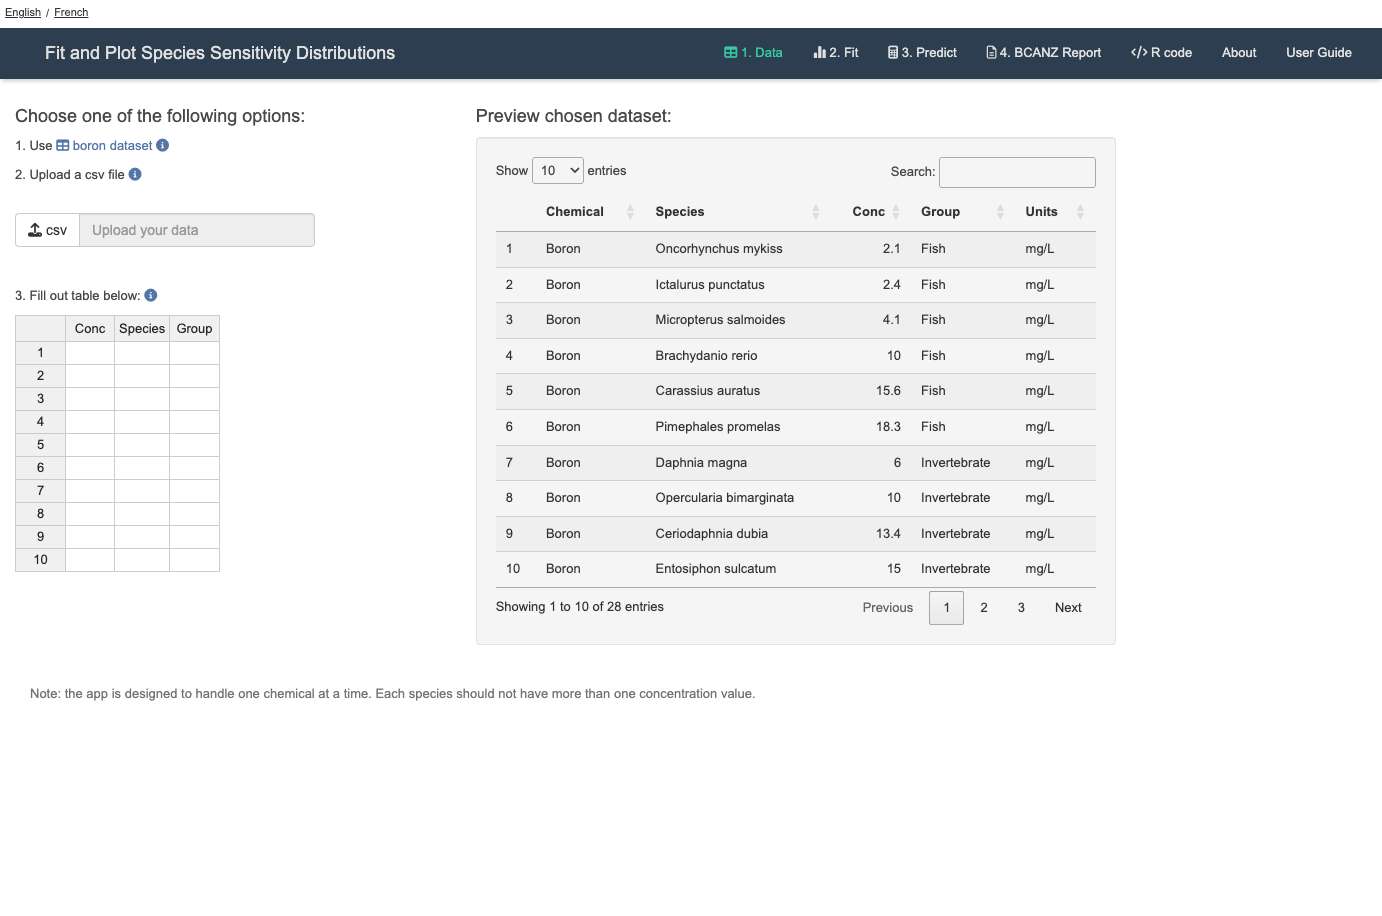 English / French
Fit and Plot Species Sensitivity Distributions
1. Data
2. Fit
3. Predict
4. BCANZ Report
</> R code
About
User Guide
Choose one of the following options:
1. Use boron dataset
2. Upload a csv file
csv Upload your data
3. Fill out table below:
Conc Species Group
1
2
3
4
5
6
7
8
9
10
Preview chosen dataset:
Show 10 entries
Search:
Chemical Species Conc Group Units
1 Boron Oncorhynchus mykiss 2.1 Fish mg/L
2 Boron Ictalurus punctatus 2.4 Fish mg/L
3 Boron Micropterus salmoides 4.1 Fish mg/L
4 Boron Brachydanio rerio 10 Fish mg/L
5 Boron Carassius auratus 15.6 Fish mg/L
6 Boron Pimephales promelas 18.3 Fish mg/L
7 Boron Daphnia magna 6 Invertebrate mg/L
8 Boron Opercularia bimarginata 10 Invertebrate mg/L
9 Boron Ceriodaphnia dubia 13.4 Invertebrate mg/L
10 Boron Entosiphon sulcatum 15 Invertebrate mg/L
Showing 1 to 10 of 28 entries
Previous 1 2 3 Next
Note: the app is designed to handle one chemical at a time. Each species should not have more than one concentration value.